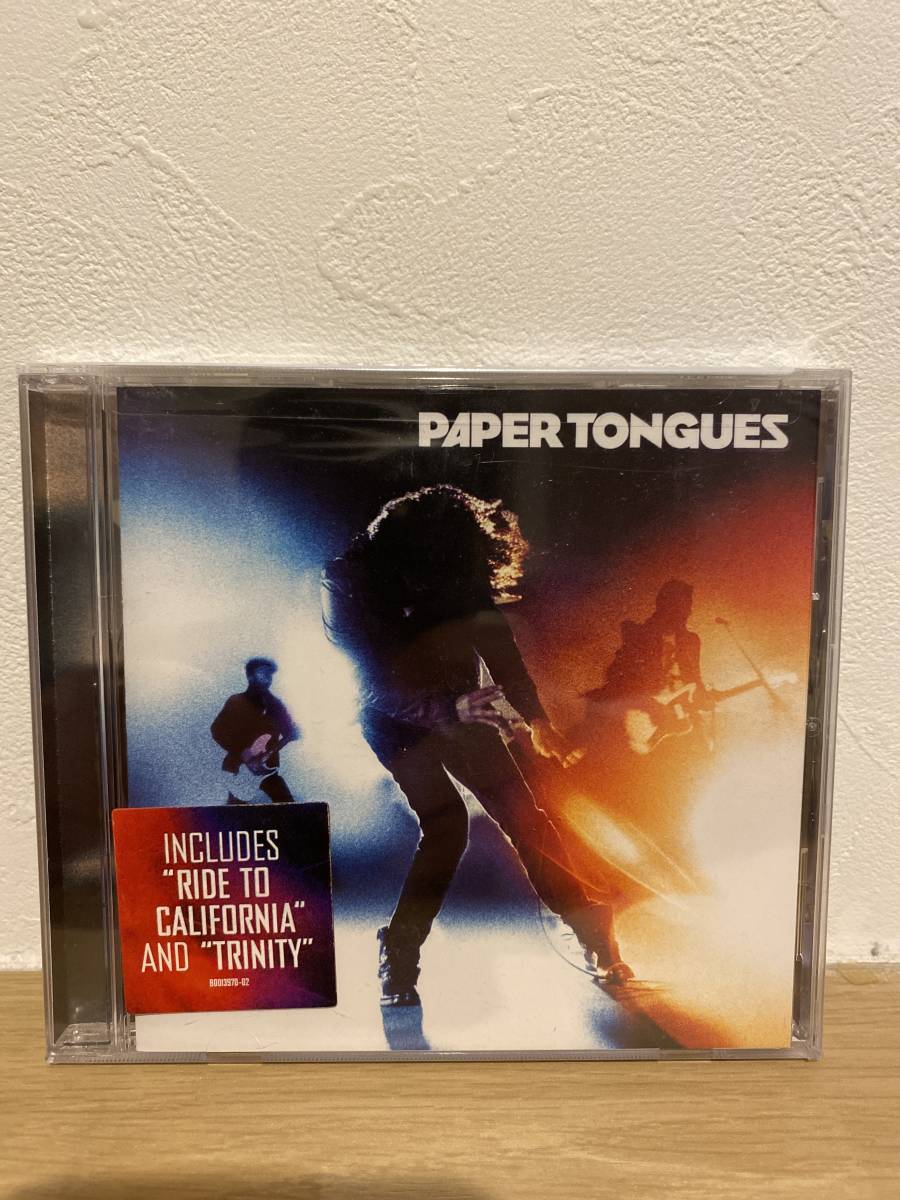 PAPER TONGUES
INCLUDES
"RIDE TO
CALIFORNIA"
AND "TRINITY"
B0013970-02